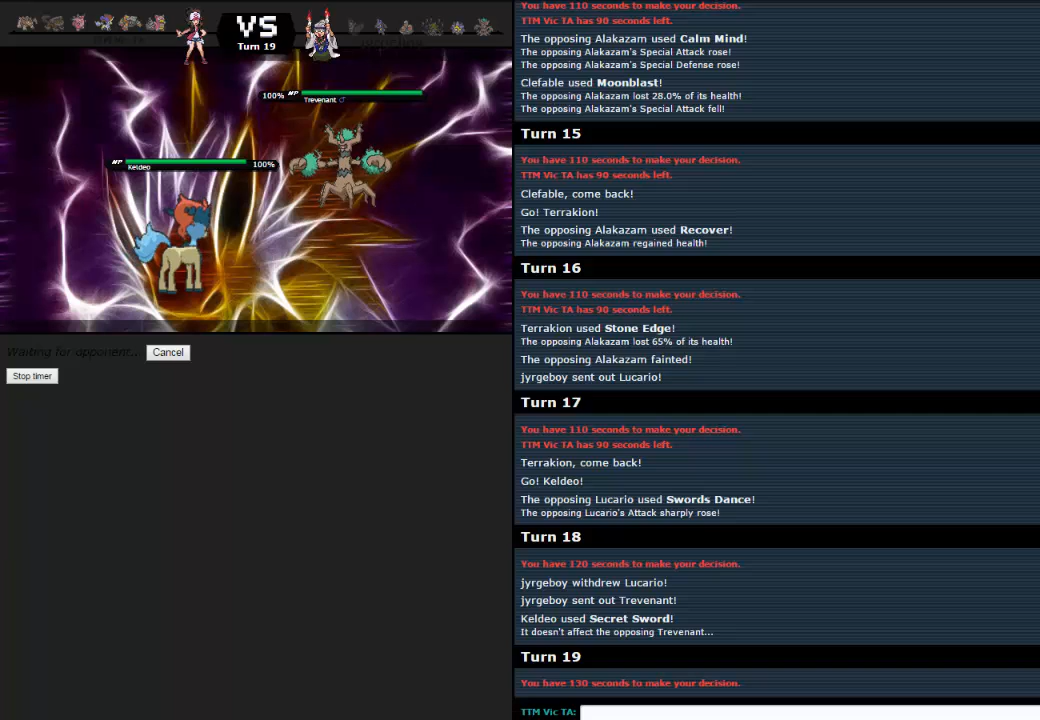 VS
Turn 19
100% NP
Trevenant ♂
NP 100%
Keldeo
Waiting for opponent... Cancel
Stop timer
You have 110 seconds to make your decision.
TTM Vic TA has 90 seconds left.
The opposing Alakazam used Calm Mind!
The opposing Alakazam's Special Attack rose!
The opposing Alakazam's Special Defense rose!
Clefable used Moonblast!
The opposing Alakazam lost 28.0% of its health!
The opposing Alakazam's Special Attack fell!
Turn 15
You have 110 seconds to make your decision.
TTM Vic TA has 90 seconds left.
Clefable, come back!
Go! Terrakion!
The opposing Alakazam used Recover!
The opposing Alakazam regained health!
Turn 16
You have 110 seconds to make your decision.
TTM Vic TA has 90 seconds left.
Terrakion used Stone Edge!
The opposing Alakazam lost 65% of its health!
The opposing Alakazam fainted!
jyrgeboy sent out Lucario!
Turn 17
You have 110 seconds to make your decision.
TTM Vic TA has 90 seconds left.
Terrakion, come back!
Go! Keldeo!
The opposing Lucario used Swords Dance!
The opposing Lucario's Attack sharply rose!
Turn 18
You have 120 seconds to make your decision.
jyrgeboy withdrew Lucario!
jyrgeboy sent out Trevenant!
Keldeo used Secret Sword!
It doesn't affect the opposing Trevenant...
Turn 19
You have 130 seconds to make your decision.
TTM Vic TA: